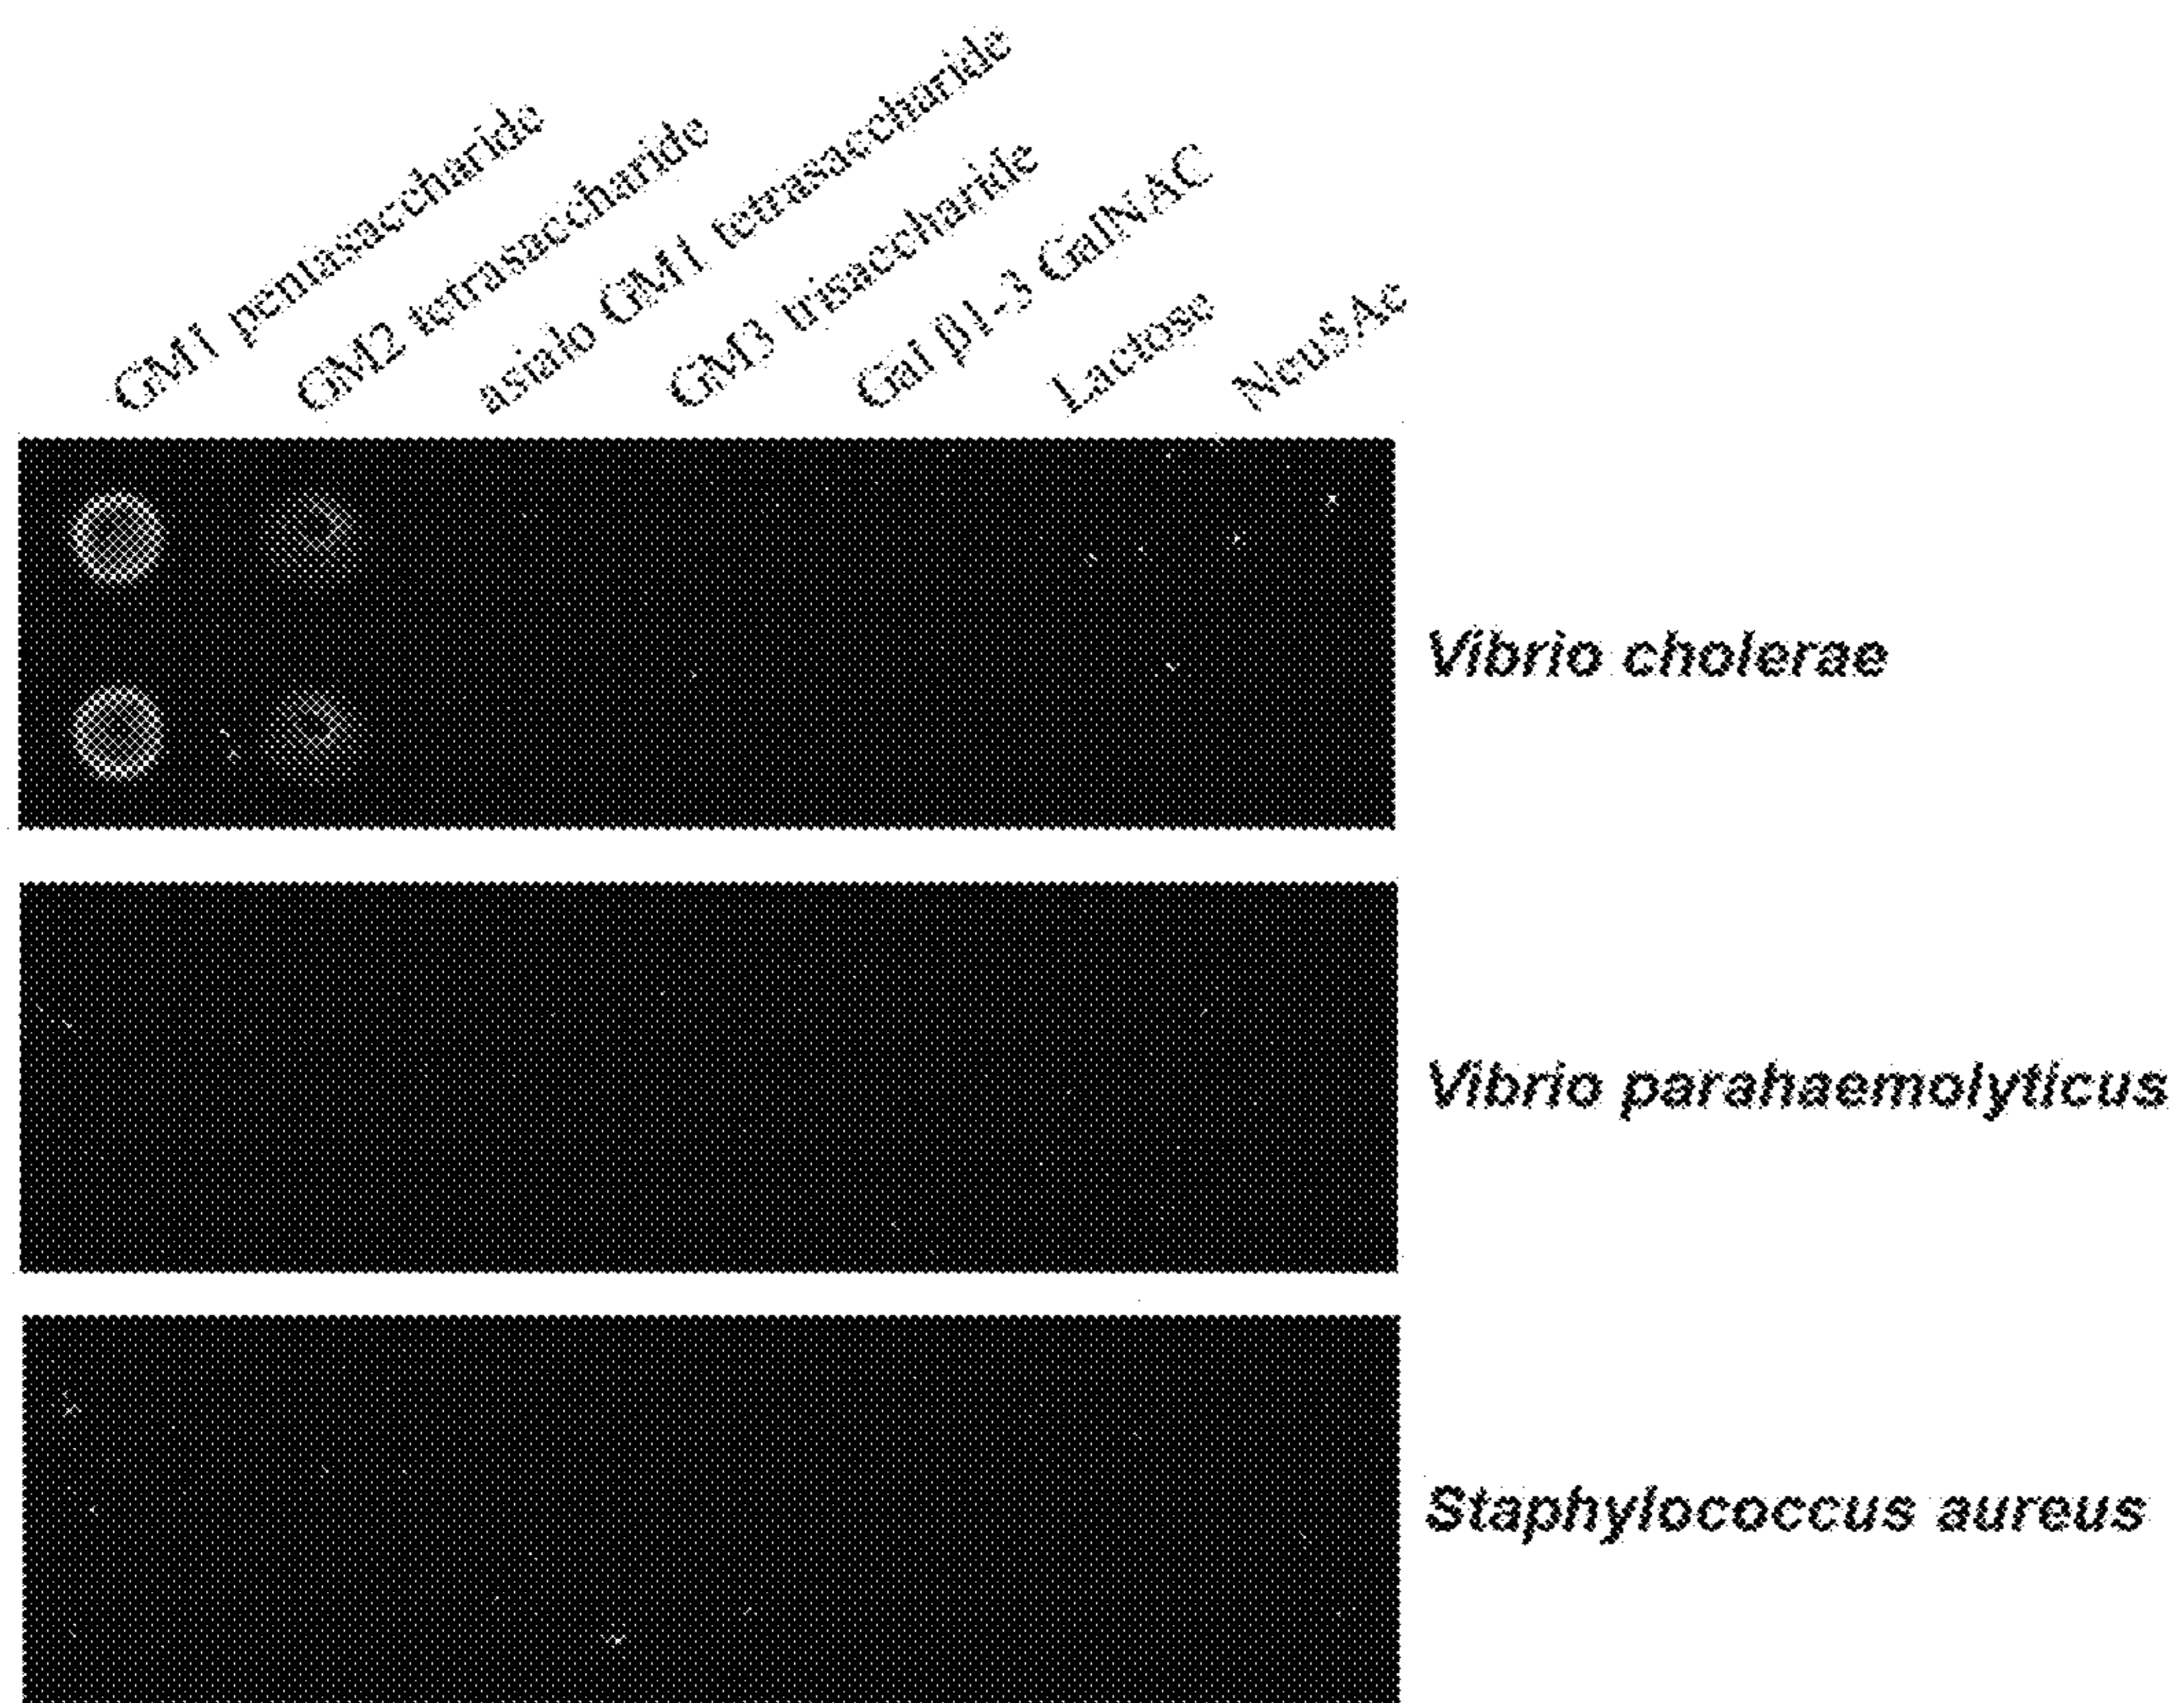 GM1 pentasaccharide
GM2 tetrasaccharide
asialo GM1 tetrasaccharide
GM3 trisaccharide
Gal β1-3 GalNAC
Lactose
Neu5Ac
Vibrio cholerae
Vibrio parahaemolyticus
Staphylococcus aureus